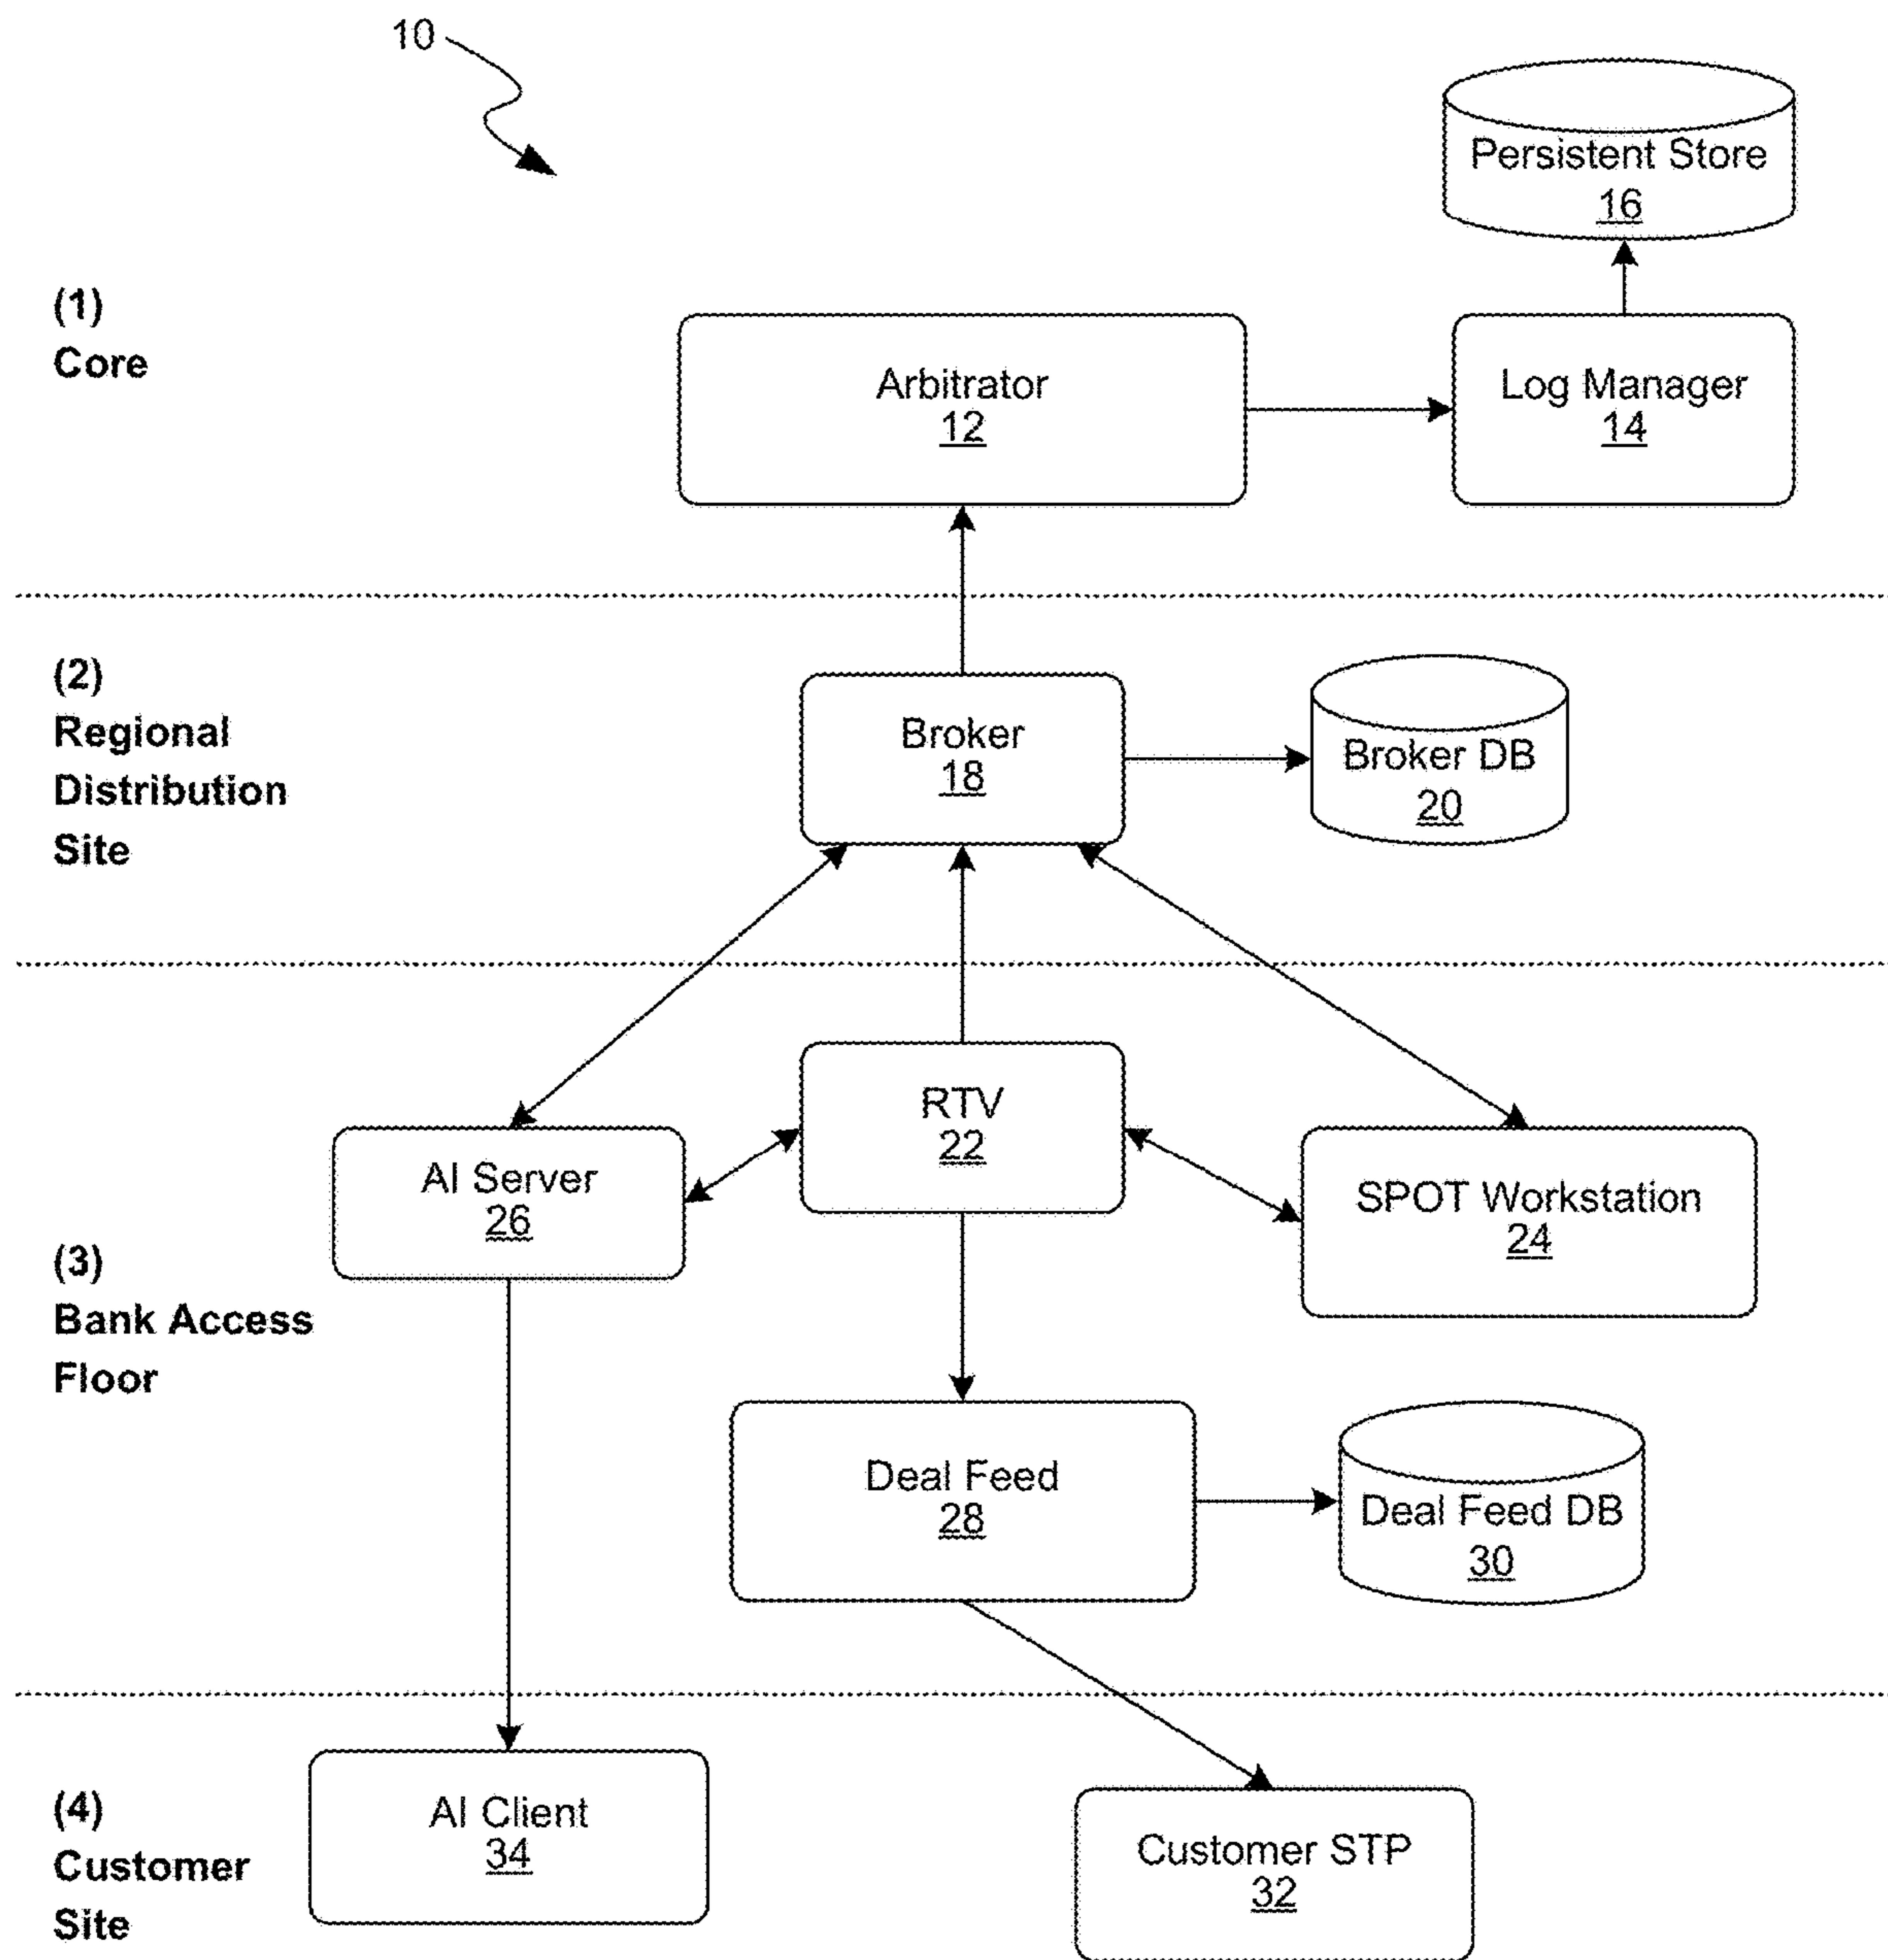 10
Persistent Store
16
(1)
Core
Arbitrator
12
Log Manager
14
(2)
Regional
Distribution
Site
Broker
18
Broker DB
20
RTV
22
AI Server
26
SPOT Workstation
24
(3)
Bank Access
Floor
Deal Feed
28
Deal Feed DB
30
(4)
Customer
Site
AI Client
34
Customer STP
32